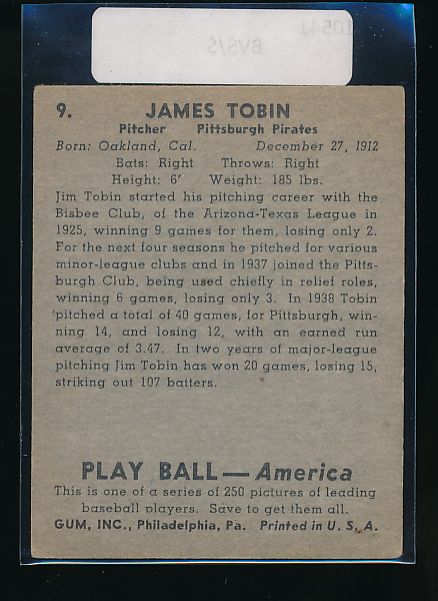 9. JAMES TOBIN
Pitcher Pittsburgh Pirates
Born: Oakland, Cal. December 27, 1912
Bats: Right Throws: Right
Height: 6' Weight: 185 lbs.
Jim Tobin started his pitching career with the
Bisbee Club, of the Arizona-Texas League in
1925, winning 9 games for them, losing only 2.
For the next four seasons he pitched for various
minor-league clubs and in 1937 joined the Pitts-
burgh Club, being used chiefly in relief roles,
winning 6 games, losing only 3. In 1938 Tobin
pitched a total of 40 games, for Pittsburgh, win-
ning 14, and losing 12, with an earned run
average of 3.47. In two years of major-league
pitching Jim Tobin has won 20 games, losing 15,
striking out 107 batters.
PLAY BALL — America
This is one of a series of 250 pictures of leading
baseball players. Save to get them all.
GUM, INC., Philadelphia, Pa. Printed in U. S. A.